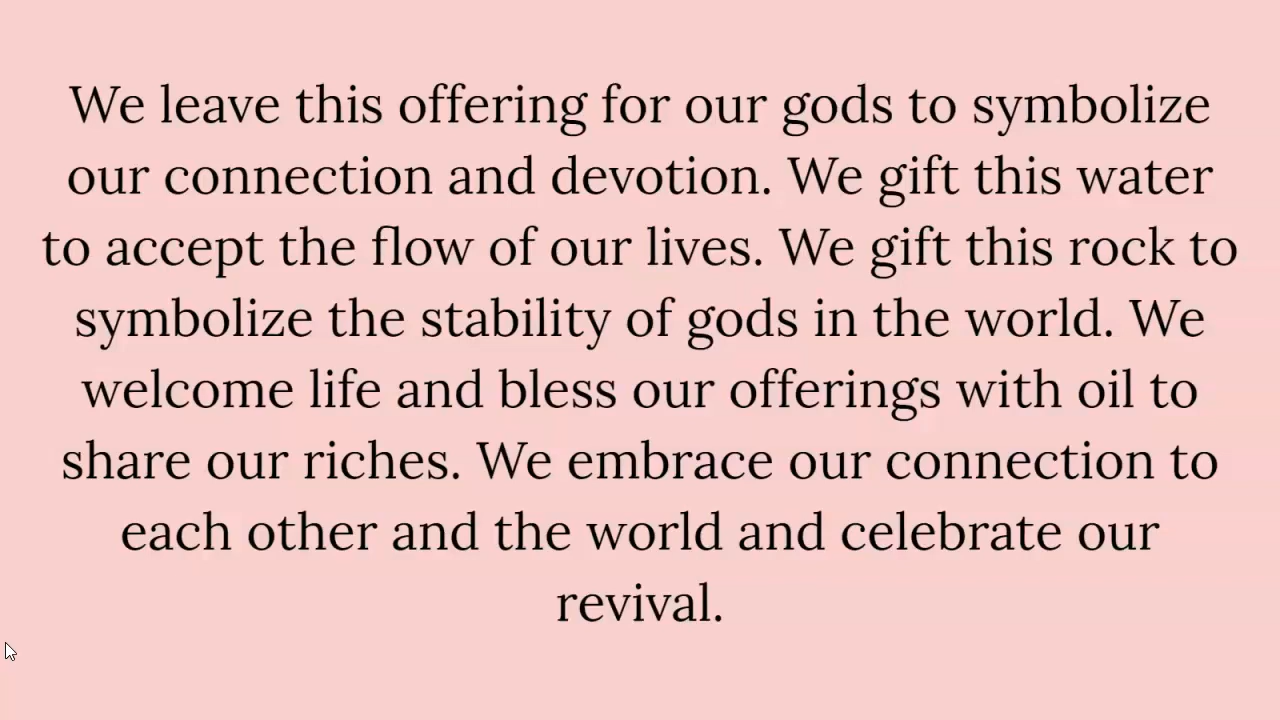 We leave this offering for our gods to symbolize
our connection and devotion. We gift this water
to accept the flow of our lives. We gift this rock to
symbolize the stability of gods in the world. We
welcome life and bless our offerings with oil to
share our riches. We embrace our connection to
each other and the world and celebrate our
revival.